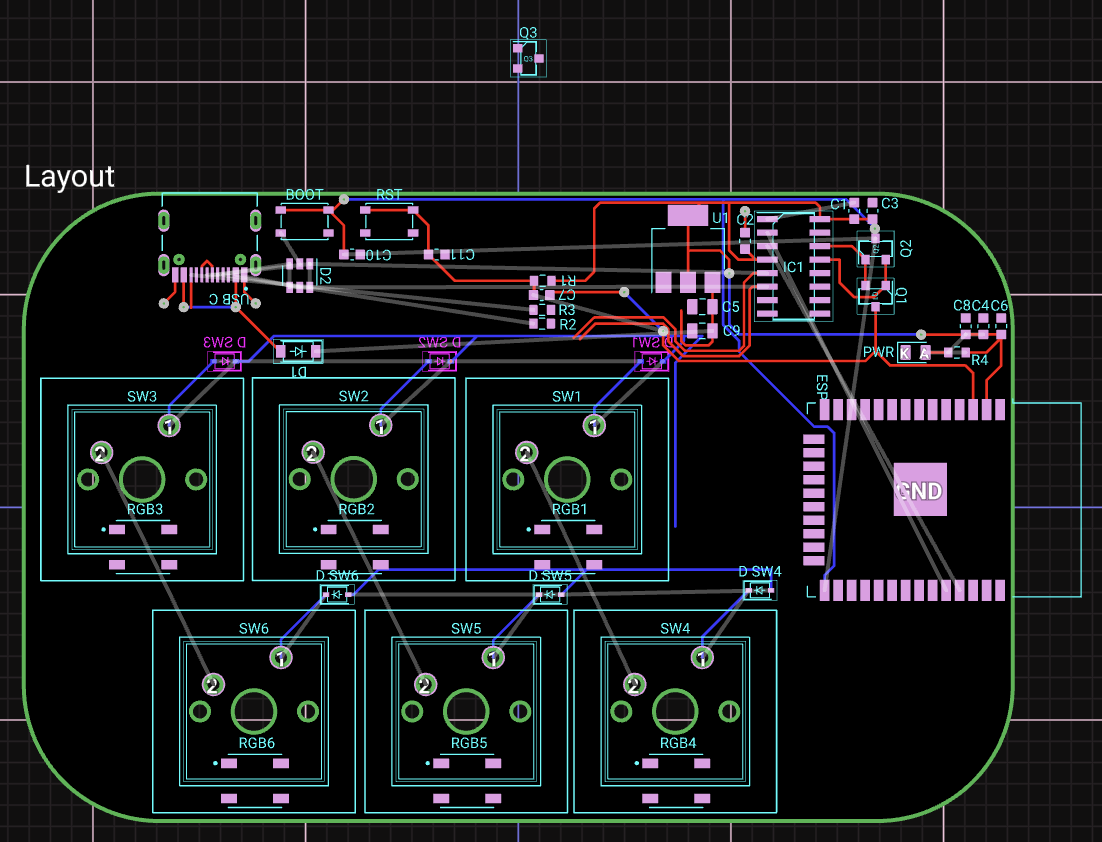 Q3
Q3
Layout
BOOT
RST
C1
C3
U1
C2
Q2
C10
C11
IC1
D2
R1
C7
Q1
USB C
C5
R3
C8
C4
C6
R2
C9
D SW3
D SW2
D SW1
PWR
K
A
R4
D1
ESP
SW3
SW2
SW1
1
1
1
2
2
2
GND
RGB3
RGB2
RGB1
D SW6
D SW5
D SW4
SW6
SW5
SW4
1
1
1
2
2
2
RGB6
RGB5
RGB4